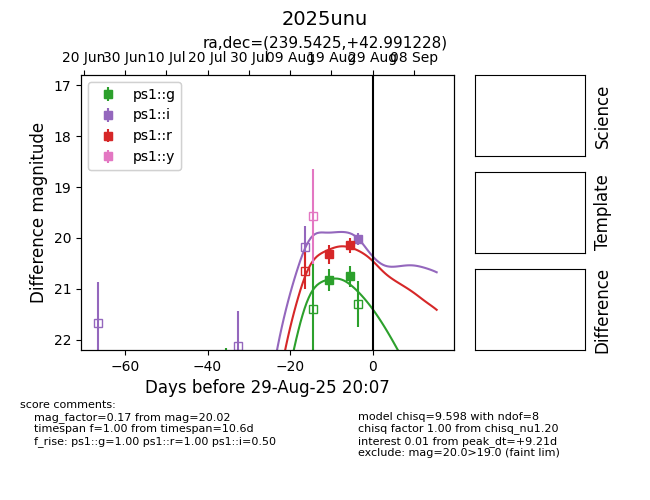 2025unu
ra,dec=(239.5425,+42.991228)
20 Jun 30 Jun 10 Jul 20 Jul 30 Jul 09 Aug 19 Aug 29 Aug 08 Sep
17
18
19
20
21
22
Difference magnitude
ps1::g
ps1::i
ps1::r
ps1::y
−60 −40 −20 0
Days before 29-Aug-25 20:07
Science
Template
Difference
score comments:
mag_factor=0.17 from mag=20.02
timespan f=1.00 from timespan=10.6d
f_rise: ps1::g=1.00 ps1::r=1.00 ps1::i=0.50
model chisq=9.598 with ndof=8
chisq factor 1.00 from chisq_nu1.20
interest 0.01 from peak_dt=+9.21d
exclude: mag=20.0>19.0 (faint lim)